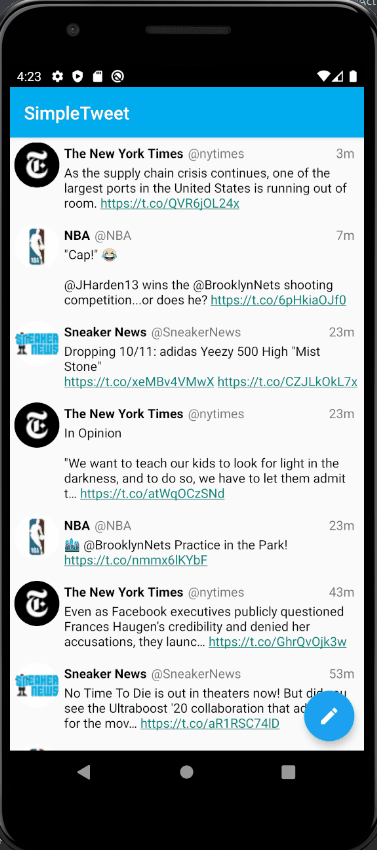 4:23
SimpleTweet
The New York Times @nytimes 3m
As the supply chain crisis continues, one of the
largest ports in the United States is running out of
room. https://t.co/QVR6jOL24x
NBA @NBA 7m
"Cap!" 😂
@JHarden13 wins the @BrooklynNets shooting
competition...or does he? https://t.co/6pHkiaOJf0
SNEAKER NEWS
Sneaker News @SneakerNews 23m
Dropping 10/11: adidas Yeezy 500 High "Mist
Stone"
https://t.co/xeMBv4VMwX https://t.co/CZJLkOkL7x
The New York Times @nytimes 23m
In Opinion
"We want to teach our kids to look for light in the
darkness, and to do so, we have to let them admit
t… https://t.co/atWqOCzSNd
NBA @NBA 23m
🏙️ @BrooklynNets Practice in the Park!
https://t.co/nmmx6lKYbF
The New York Times @nytimes 43m
Even as Facebook executives publicly questioned
Frances Haugen's credibility and denied her
accusations, they launc… https://t.co/GhrQvOjk3w
SNEAKER NEWS
Sneaker News @SneakerNews 53m
No Time To Die is out in theaters now! But did you
see the Ultraboost '20 collaboration that
for the mov… https://t.co/aR1RSC74lD